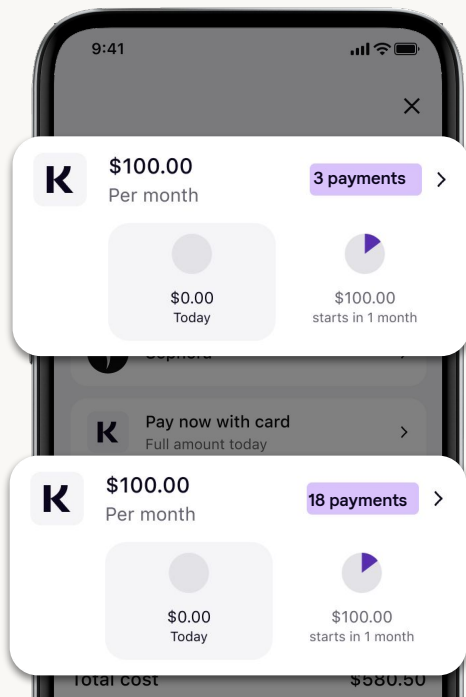 9:41
K
$100.00
Per month
3 payments
$0.00
Today
$100.00
starts in 1 month
Sephora
K
Pay now with card
Full amount today
K
$100.00
Per month
18 payments
$0.00
Today
$100.00
starts in 1 month
Total cost
$580.50